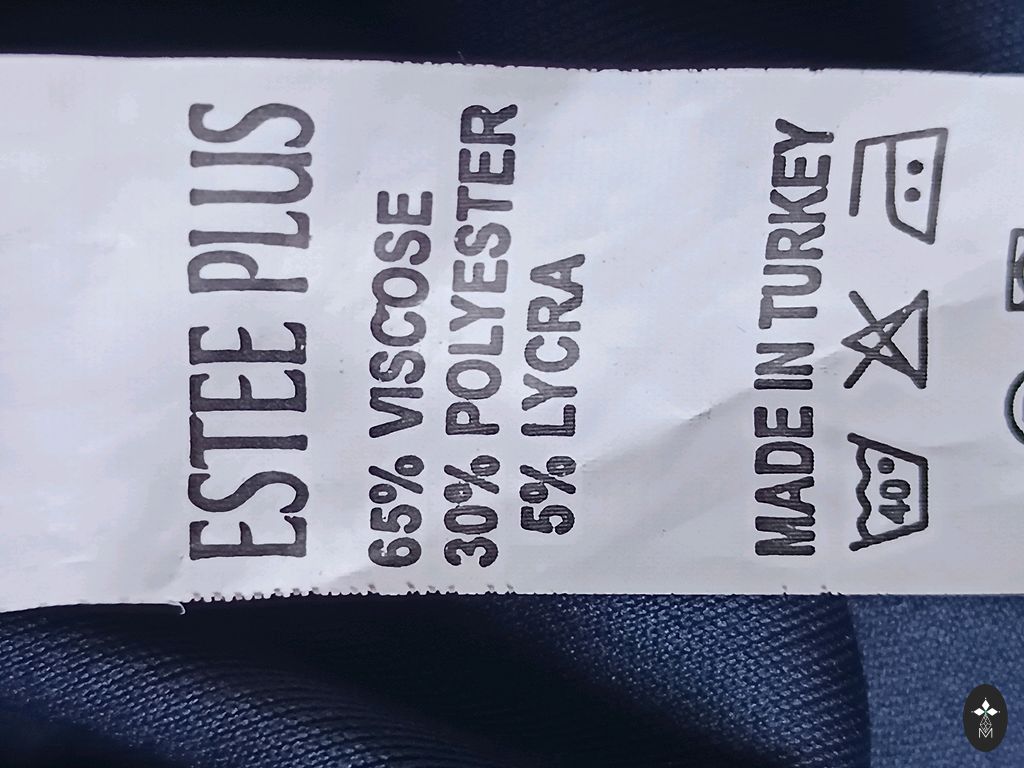 ESTEE PLUS
65% VISCOSE
30% POLYESTER
5% LYCRA
MADE IN TURKEY
40°
M